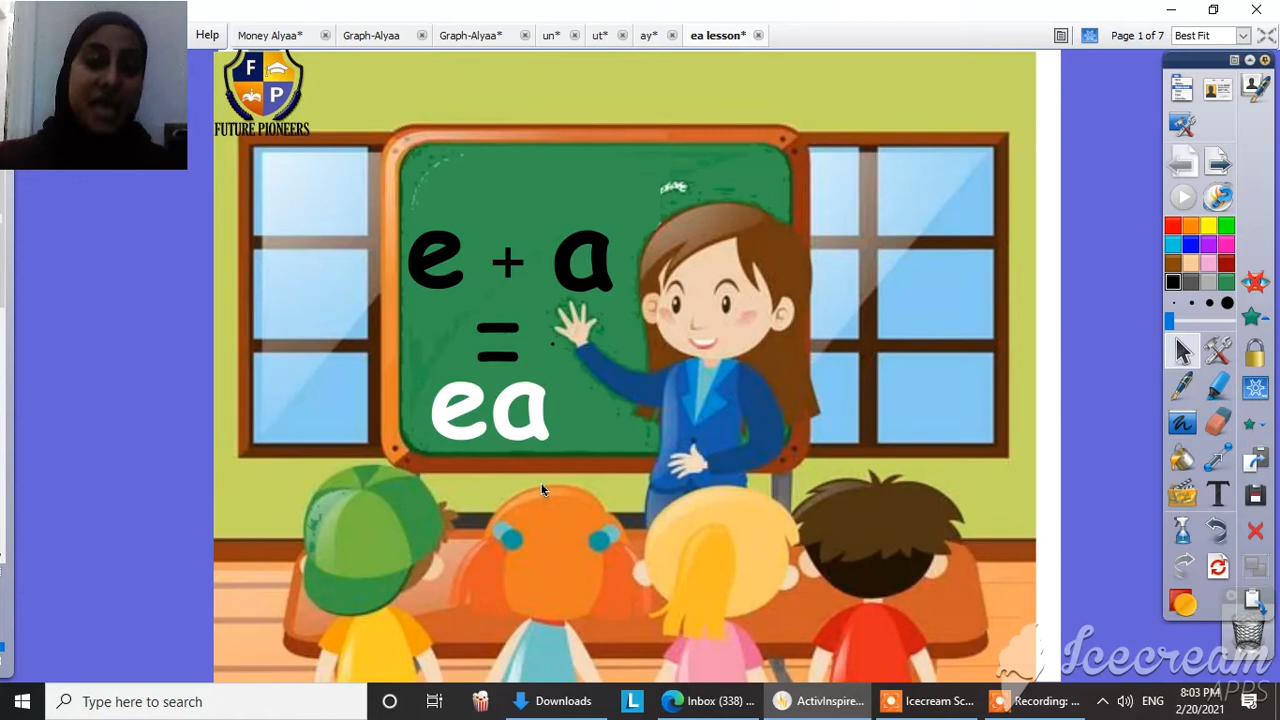 Help
Money Alyaa*
Graph-Alyaa
Graph-Alyaa*
un*
ut*
ay*
ea lesson*
Page 1 of 7
Best Fit
F
P
FUTURE PIONEERS
e + a
=
ea
Icecream
APPS
Type here to search
L
Downloads
Inbox (338) ...
ActivInspire...
Icecream Sc...
Recording: ...
ENG
8:03 PM
2/20/2021